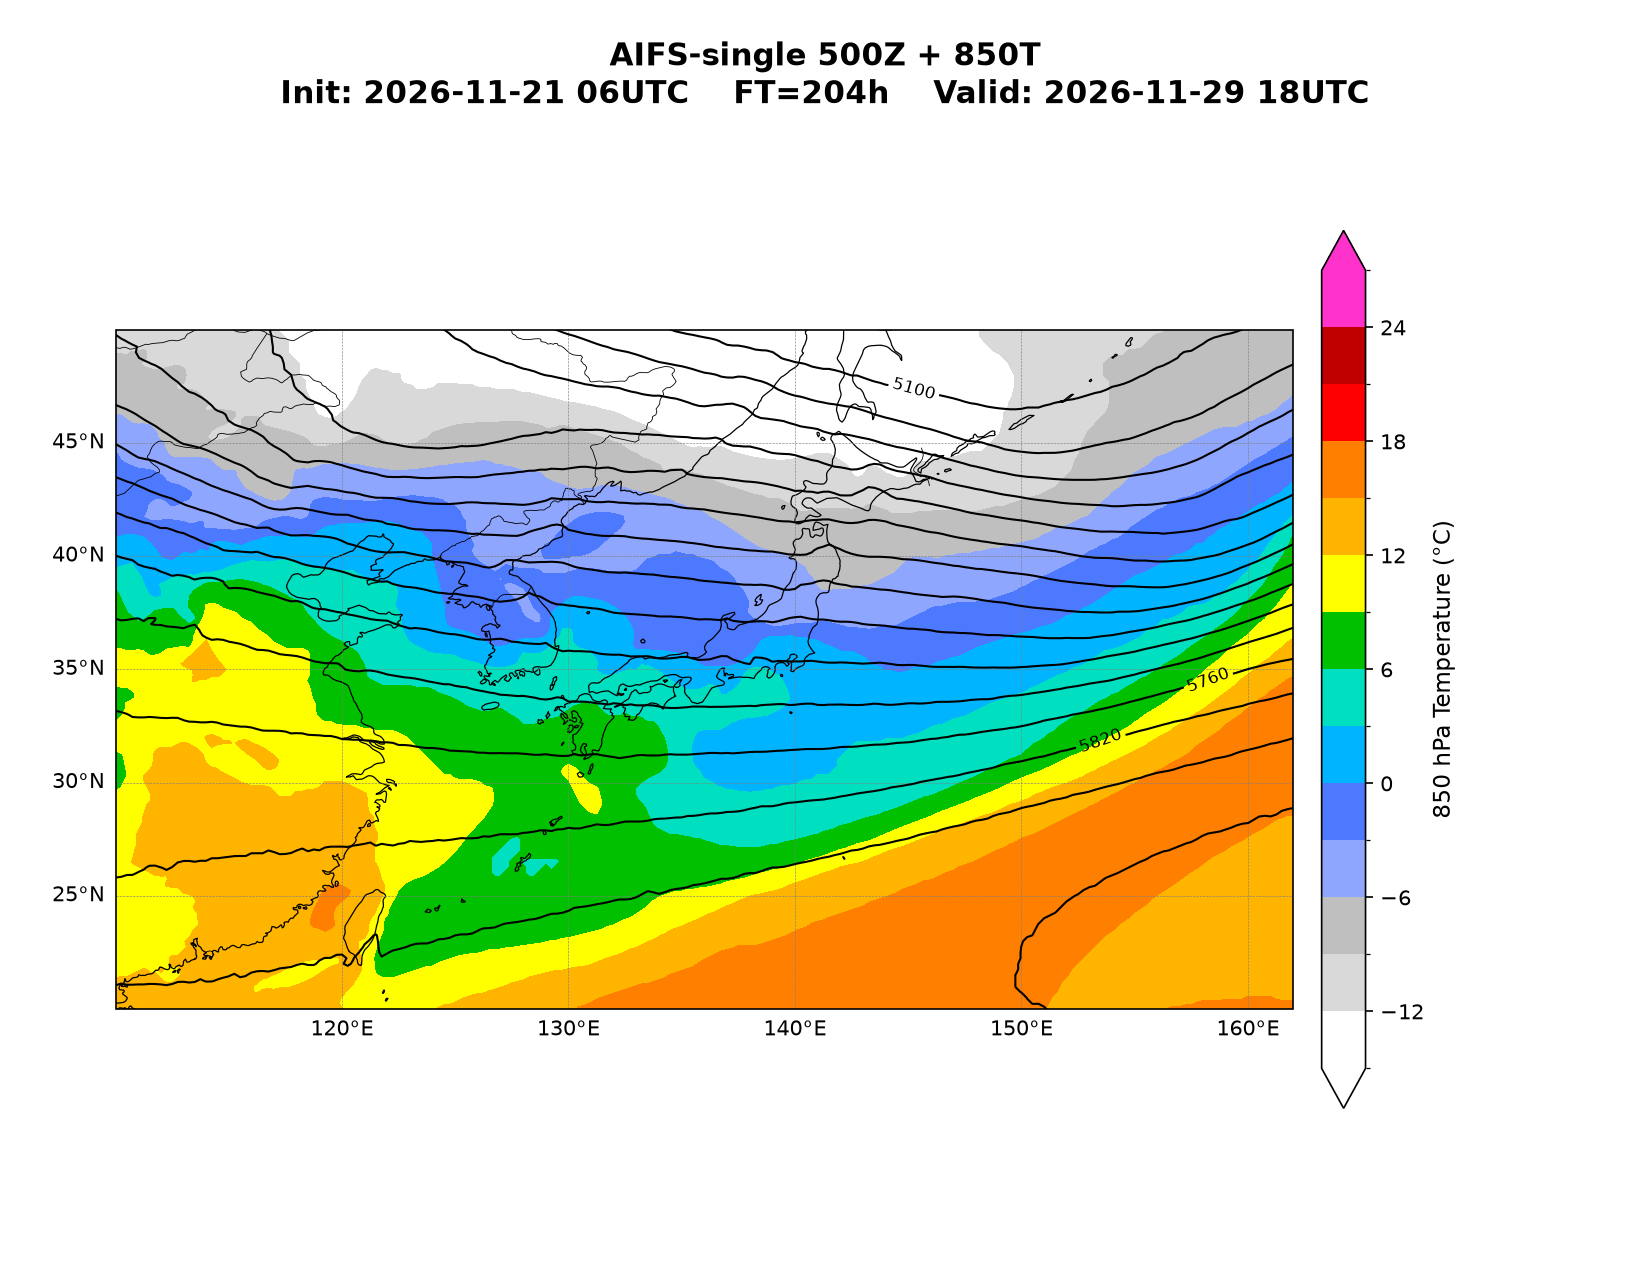 AIFS-single 500Z + 850T
Init: 2026-11-21 06UTC    FT=204h    Valid: 2026-11-29 18UTC
5100
5760
5820
45°N
40°N
35°N
30°N
25°N
120°E
130°E
140°E
150°E
160°E
24
18
12
6
0
−6
−12
850 hPa Temperature (°C)